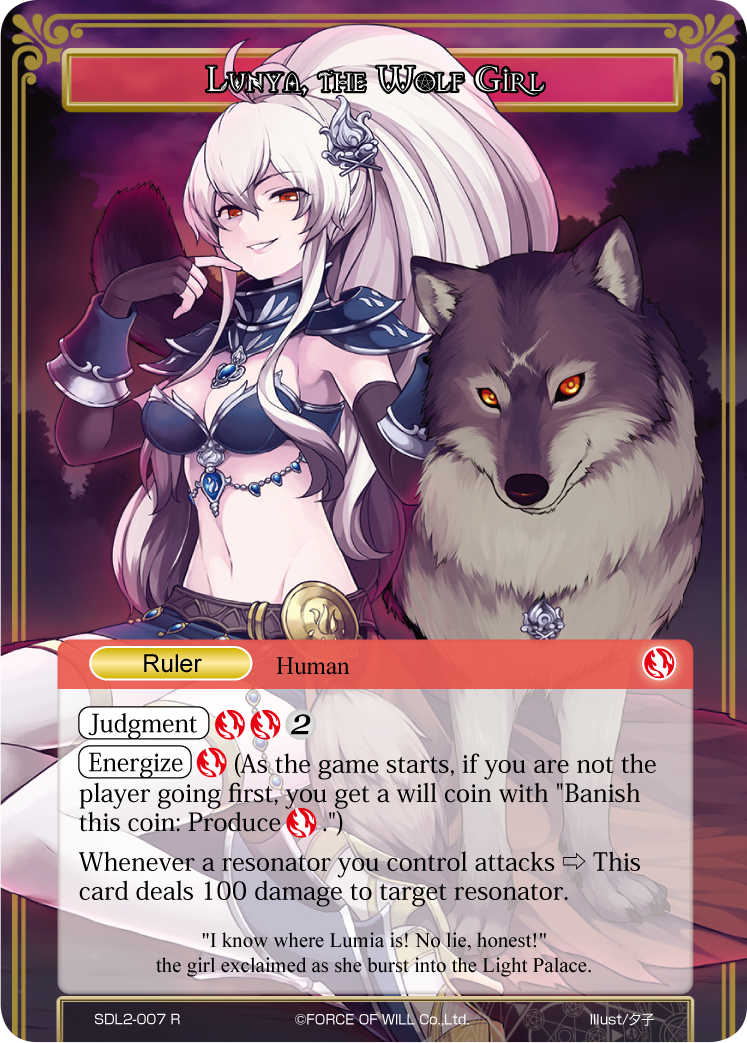 Lunya, the Wolf Girl
Ruler Human
Judgment 2
Energize (As the game starts, if you are not the
player going first, you get a will coin with "Banish
this coin: Produce .")
Whenever a resonator you control attacks ⇨ This
card deals 100 damage to target resonator.
"I know where Lumia is! No lie, honest!"
the girl exclaimed as she burst into the Light Palace.
SDL2-007 R ©FORCE OF WILL Co.,Ltd. Illust/夕子